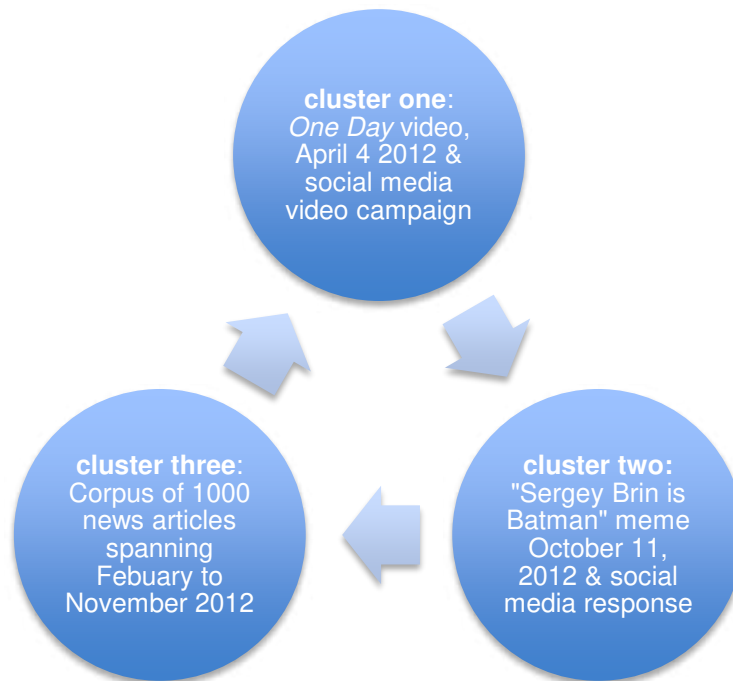 cluster one:
One Day video,
April 4 2012 &
social media
video campaign
cluster two:
"Sergey Brin is
Batman" meme
October 11,
2012 & social
media response
cluster three:
Corpus of 1000
news articles
spanning
Febuary to
November 2012